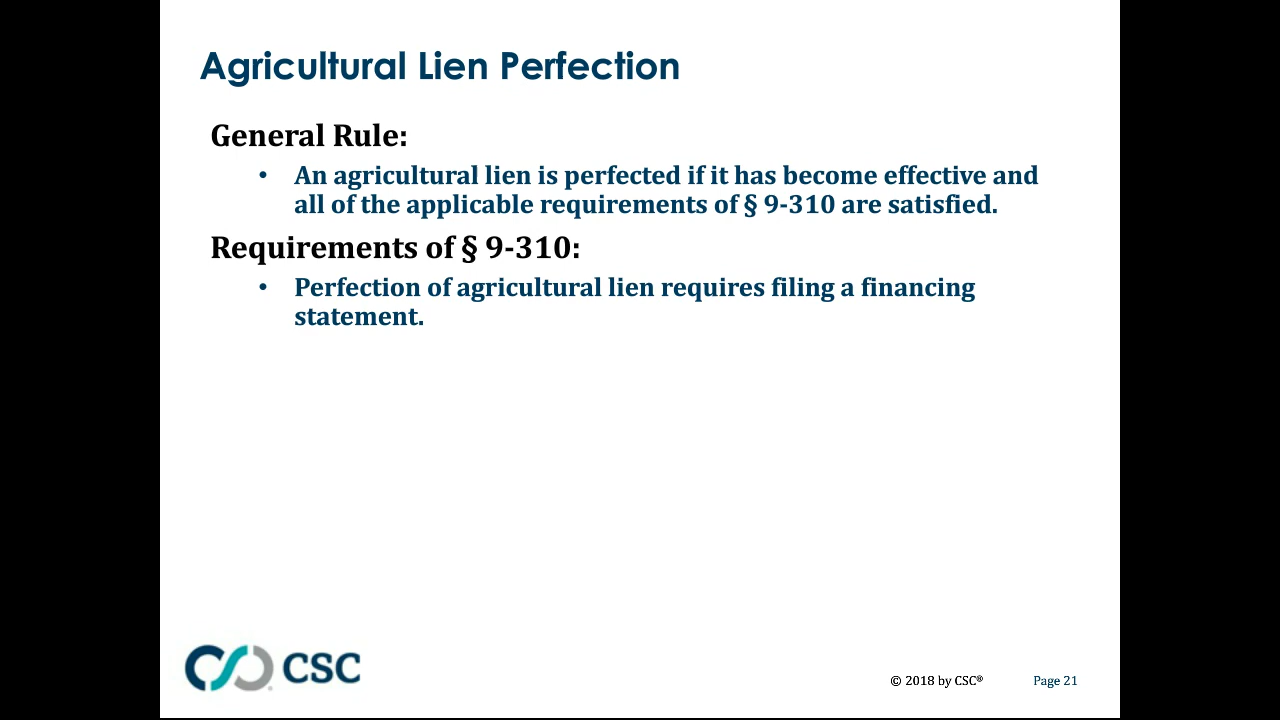 Agricultural Lien Perfection
General Rule:
• An agricultural lien is perfected if it has become effective and
all of the applicable requirements of § 9-310 are satisfied.
Requirements of § 9-310:
• Perfection of agricultural lien requires filing a financing
statement.
CSC
© 2018 by CSC®
Page 21